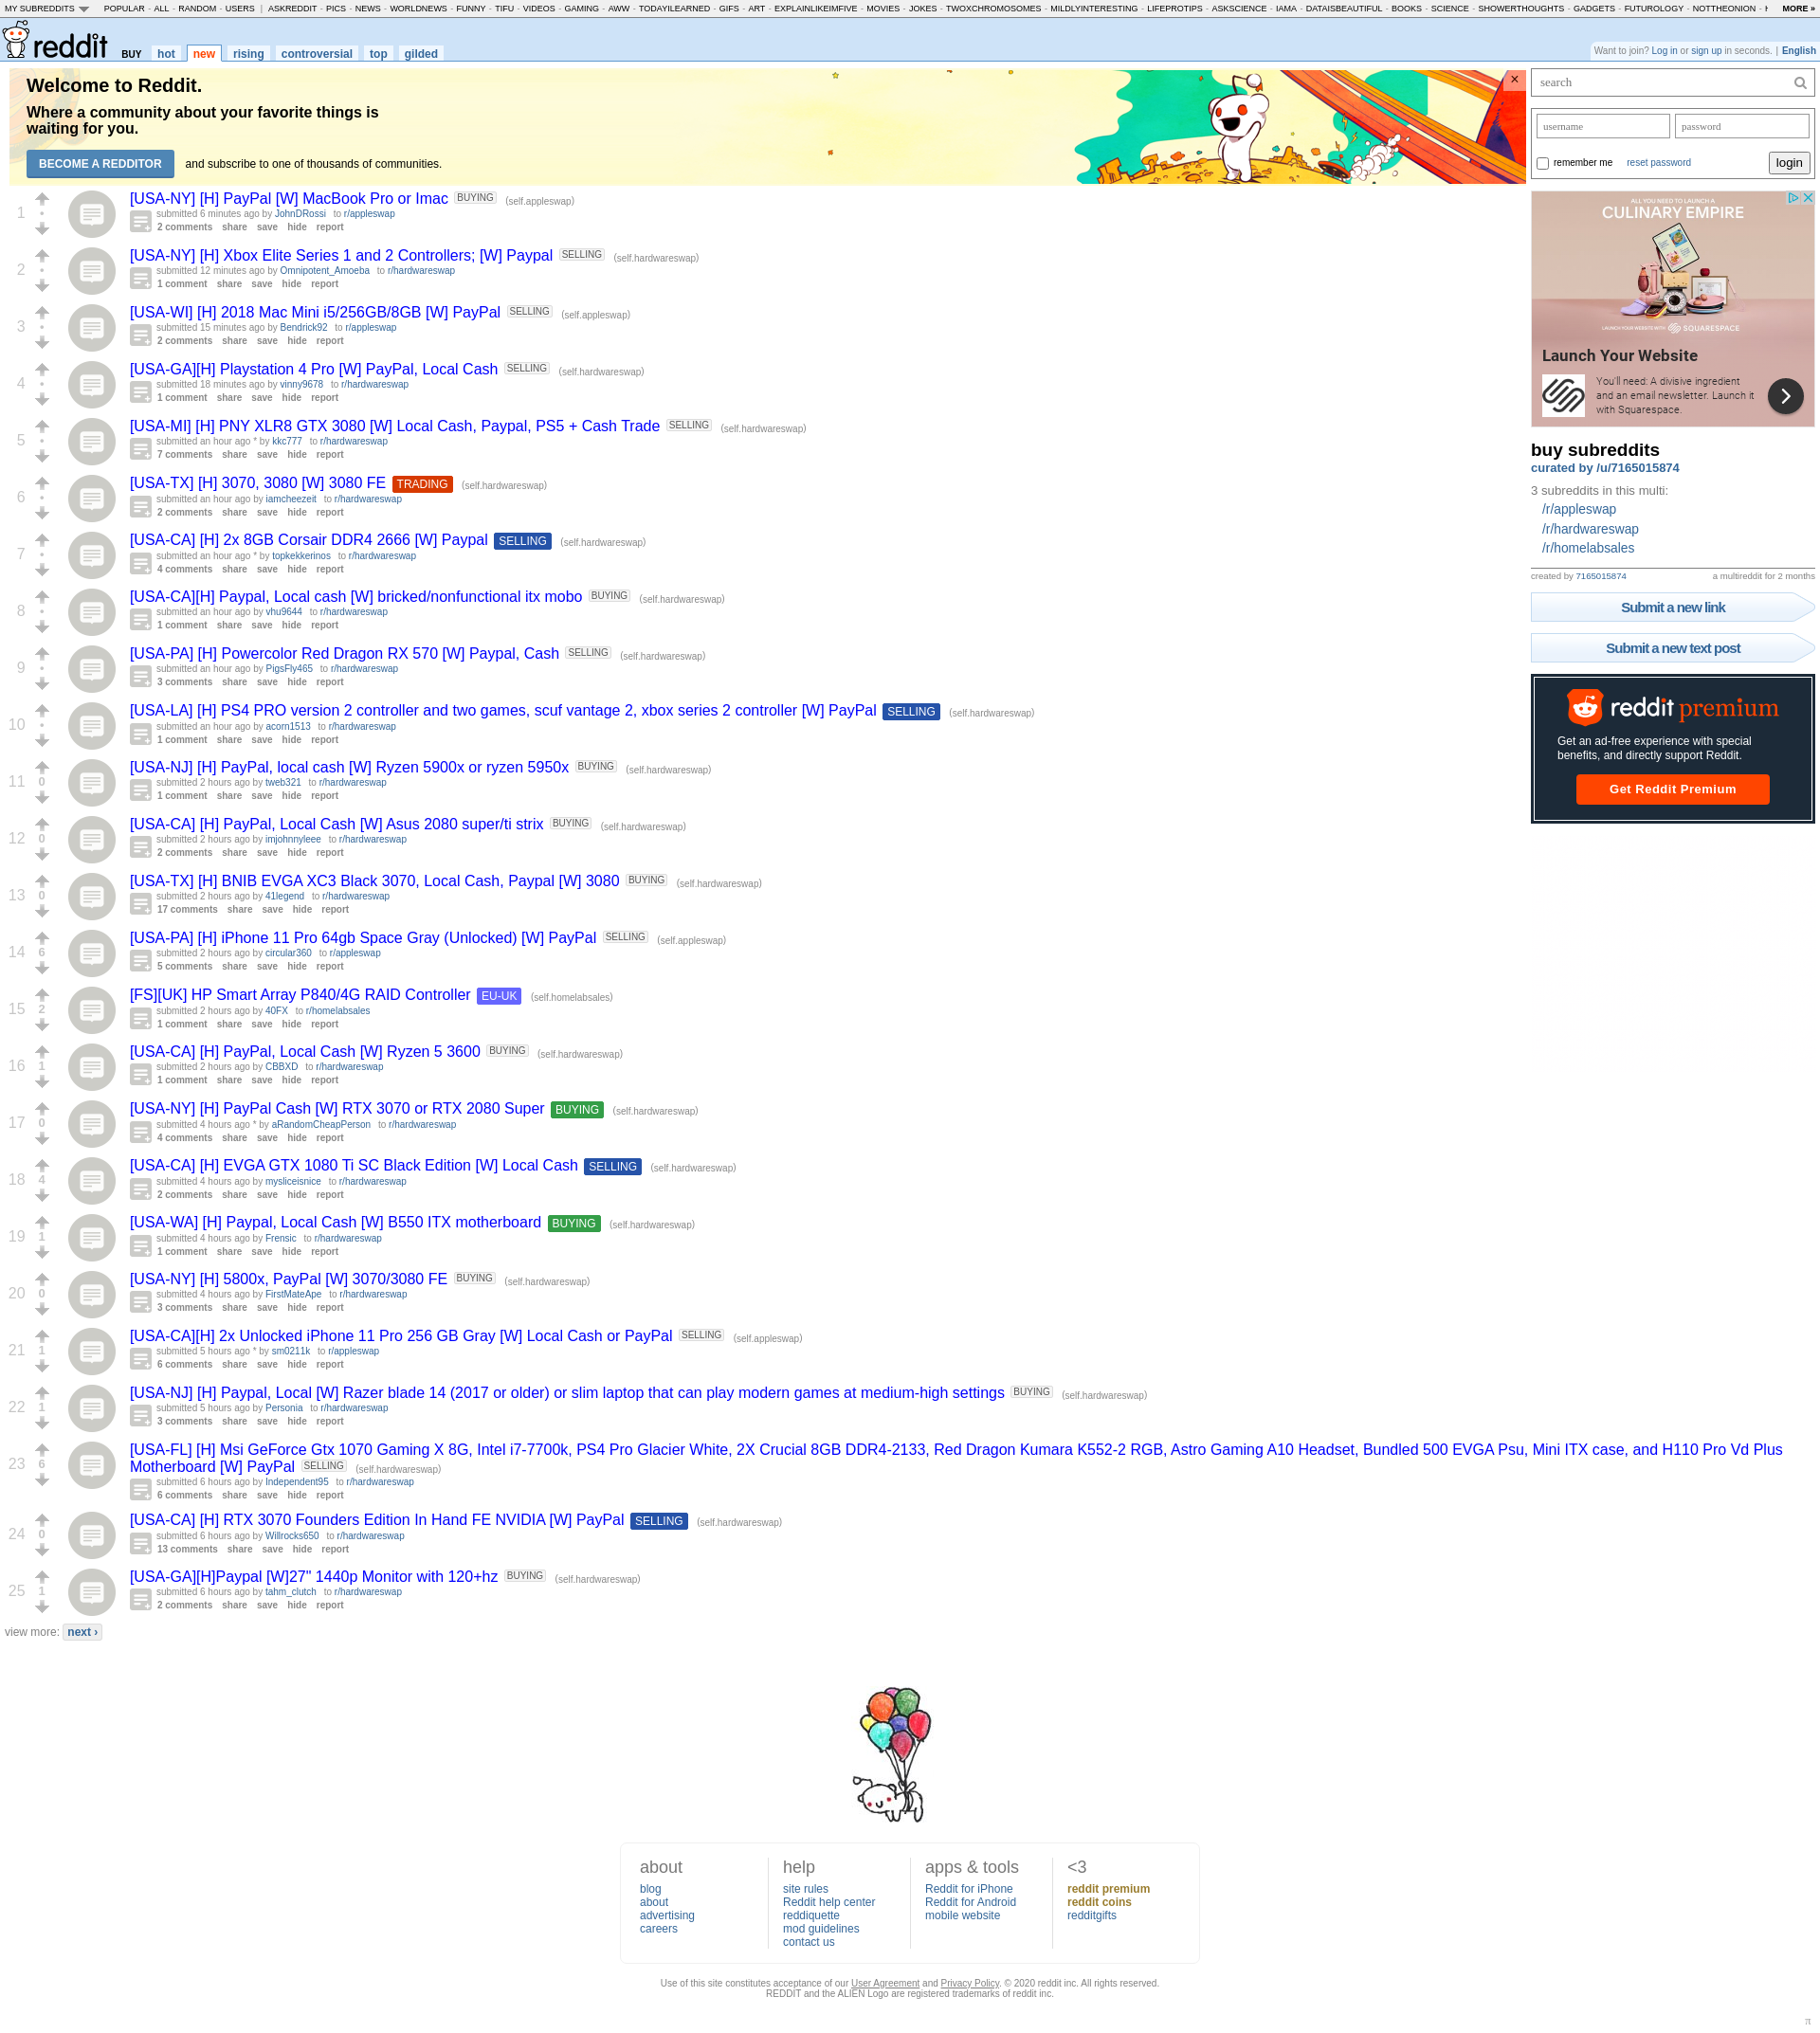 MY SUBREDDITS POPULAR - ALL - RANDOM - USERS | ASKREDDIT - PICS - NEWS - WORLDNEWS - FUNNY - TIFU - VIDEOS - GAMING - AWW - TODAYILEARNED - GIFS - ART - EXPLAINLIKEIMFIVE - MOVIES - JOKES - TWOXCHROMOSOMES - MILDLYINTERESTING - LIFEPROTIPS - ASKSCIENCE - IAMA - DATAISBEAUTIFUL - BOOKS - SCIENCE - SHOWERTHOUGHTS - GADGETS - FUTUROLOGY - NOTTHEONION - MORE »
reddit BUY hot new rising controversial top gilded
Want to join? Log in or sign up in seconds. | English
Welcome to Reddit.
Where a community about your favorite things is
waiting for you.
BECOME A REDDITOR and subscribe to one of thousands of communities.
×
1
[USA-NY] [H] PayPal [W] MacBook Pro or Imac BUYING (self.appleswap)
submitted 6 minutes ago by JohnDRossi to r/appleswap
2 comments share save hide report
2
[USA-NY] [H] Xbox Elite Series 1 and 2 Controllers; [W] Paypal SELLING (self.hardwareswap)
submitted 12 minutes ago by Omnipotent_Amoeba to r/hardwareswap
1 comment share save hide report
3
[USA-WI] [H] 2018 Mac Mini i5/256GB/8GB [W] PayPal SELLING (self.appleswap)
submitted 15 minutes ago by Bendrick92 to r/appleswap
2 comments share save hide report
4
[USA-GA][H] Playstation 4 Pro [W] PayPal, Local Cash SELLING (self.hardwareswap)
submitted 18 minutes ago by vinny9678 to r/hardwareswap
1 comment share save hide report
5
[USA-MI] [H] PNY XLR8 GTX 3080 [W] Local Cash, Paypal, PS5 + Cash Trade SELLING (self.hardwareswap)
submitted an hour ago * by kkc777 to r/hardwareswap
7 comments share save hide report
6
[USA-TX] [H] 3070, 3080 [W] 3080 FE TRADING (self.hardwareswap)
submitted an hour ago by iamcheezeit to r/hardwareswap
2 comments share save hide report
7
[USA-CA] [H] 2x 8GB Corsair DDR4 2666 [W] Paypal SELLING (self.hardwareswap)
submitted an hour ago * by topkekkerinos to r/hardwareswap
4 comments share save hide report
8
[USA-CA][H] Paypal, Local cash [W] bricked/nonfunctional itx mobo BUYING (self.hardwareswap)
submitted an hour ago by vhu9644 to r/hardwareswap
1 comment share save hide report
9
[USA-PA] [H] Powercolor Red Dragon RX 570 [W] Paypal, Cash SELLING (self.hardwareswap)
submitted an hour ago by PigsFly465 to r/hardwareswap
3 comments share save hide report
10
[USA-LA] [H] PS4 PRO version 2 controller and two games, scuf vantage 2, xbox series 2 controller [W] PayPal SELLING (self.hardwareswap)
submitted an hour ago by acorn1513 to r/hardwareswap
1 comment share save hide report
11 0
[USA-NJ] [H] PayPal, local cash [W] Ryzen 5900x or ryzen 5950x BUYING (self.hardwareswap)
submitted 2 hours ago by tweb321 to r/hardwareswap
1 comment share save hide report
12 0
[USA-CA] [H] PayPal, Local Cash [W] Asus 2080 super/ti strix BUYING (self.hardwareswap)
submitted 2 hours ago by imjohnnyleee to r/hardwareswap
2 comments share save hide report
13 0
[USA-TX] [H] BNIB EVGA XC3 Black 3070, Local Cash, Paypal [W] 3080 BUYING (self.hardwareswap)
submitted 2 hours ago by 41legend to r/hardwareswap
17 comments share save hide report
14 6
[USA-PA] [H] iPhone 11 Pro 64gb Space Gray (Unlocked) [W] PayPal SELLING (self.appleswap)
submitted 2 hours ago by circular360 to r/appleswap
5 comments share save hide report
15 2
[FS][UK] HP Smart Array P840/4G RAID Controller EU-UK (self.homelabsales)
submitted 2 hours ago by 40FX to r/homelabsales
1 comment share save hide report
16 1
[USA-CA] [H] PayPal, Local Cash [W] Ryzen 5 3600 BUYING (self.hardwareswap)
submitted 2 hours ago by CBBXD to r/hardwareswap
1 comment share save hide report
17 0
[USA-NY] [H] PayPal Cash [W] RTX 3070 or RTX 2080 Super BUYING (self.hardwareswap)
submitted 4 hours ago * by aRandomCheapPerson to r/hardwareswap
4 comments share save hide report
18 4
[USA-CA] [H] EVGA GTX 1080 Ti SC Black Edition [W] Local Cash SELLING (self.hardwareswap)
submitted 4 hours ago by mysliceisnice to r/hardwareswap
2 comments share save hide report
19 1
[USA-WA] [H] Paypal, Local Cash [W] B550 ITX motherboard BUYING (self.hardwareswap)
submitted 4 hours ago by Frensic to r/hardwareswap
1 comment share save hide report
20 0
[USA-NY] [H] 5800x, PayPal [W] 3070/3080 FE BUYING (self.hardwareswap)
submitted 4 hours ago by FirstMateApe to r/hardwareswap
3 comments share save hide report
21 1
[USA-CA][H] 2x Unlocked iPhone 11 Pro 256 GB Gray [W] Local Cash or PayPal SELLING (self.appleswap)
submitted 5 hours ago * by sm0211k to r/appleswap
6 comments share save hide report
22 1
[USA-NJ] [H] Paypal, Local [W] Razer blade 14 (2017 or older) or slim laptop that can play modern games at medium-high settings BUYING (self.hardwareswap)
submitted 5 hours ago by Personia to r/hardwareswap
3 comments share save hide report
23 6
[USA-FL] [H] Msi GeForce Gtx 1070 Gaming X 8G, Intel i7-7700k, PS4 Pro Glacier White, 2X Crucial 8GB DDR4-2133, Red Dragon Kumara K552-2 RGB, Astro Gaming A10 Headset, Bundled 500 EVGA Psu, Mini ITX case, and H110 Pro Vd Plus
Motherboard [W] PayPal SELLING (self.hardwareswap)
submitted 6 hours ago by Independent95 to r/hardwareswap
6 comments share save hide report
24 0
[USA-CA] [H] RTX 3070 Founders Edition In Hand FE NVIDIA [W] PayPal SELLING (self.hardwareswap)
submitted 6 hours ago by Willrocks650 to r/hardwareswap
13 comments share save hide report
25 1
[USA-GA][H]Paypal [W]27" 1440p Monitor with 120+hz BUYING (self.hardwareswap)
submitted 6 hours ago by tahm_clutch to r/hardwareswap
2 comments share save hide report
view more: next ›
search
username password
remember me reset password login
ALL YOU NEED TO LAUNCH A
CULINARY EMPIRE
LAUNCH YOUR WEBSITE WITH SQUARESPACE
Launch Your Website
You'll need: A divisive ingredient
and an email newsletter. Launch it
with Squarespace.
buy subreddits
curated by /u/7165015874
3 subreddits in this multi:
/r/appleswap
/r/hardwareswap
/r/homelabsales
created by 7165015874 a multireddit for 2 months
Submit a new link
Submit a new text post
reddit premium
Get an ad-free experience with special
benefits, and directly support Reddit.
Get Reddit Premium
about
blog
about
advertising
careers
help
site rules
Reddit help center
reddiquette
mod guidelines
contact us
apps & tools
Reddit for iPhone
Reddit for Android
mobile website
<3
reddit premium
reddit coins
redditgifts
Use of this site constitutes acceptance of our User Agreement and Privacy Policy. © 2020 reddit inc. All rights reserved.
REDDIT and the ALIEN Logo are registered trademarks of reddit inc.
π